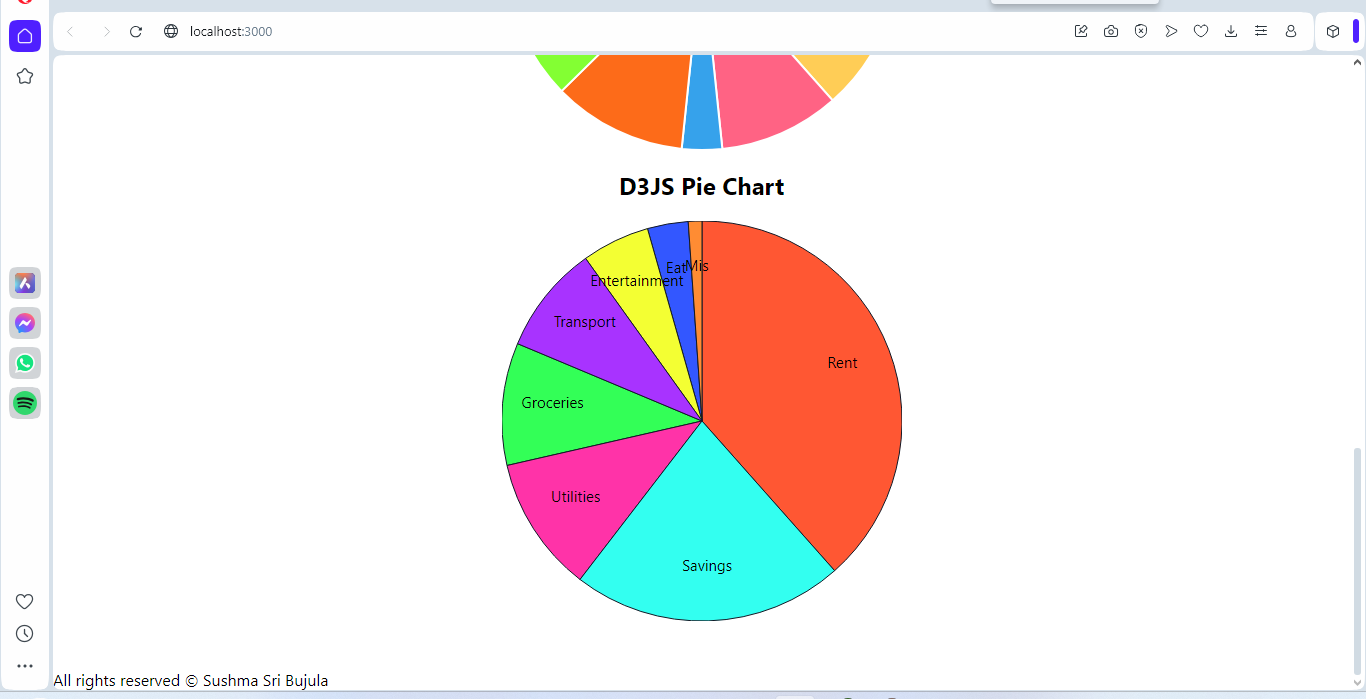 localhost:3000
D3JS Pie Chart
Eat
Mis
Entertainment
Transport
Rent
Groceries
Utilities
Savings
All rights reserved © Sushma Sri Bujula